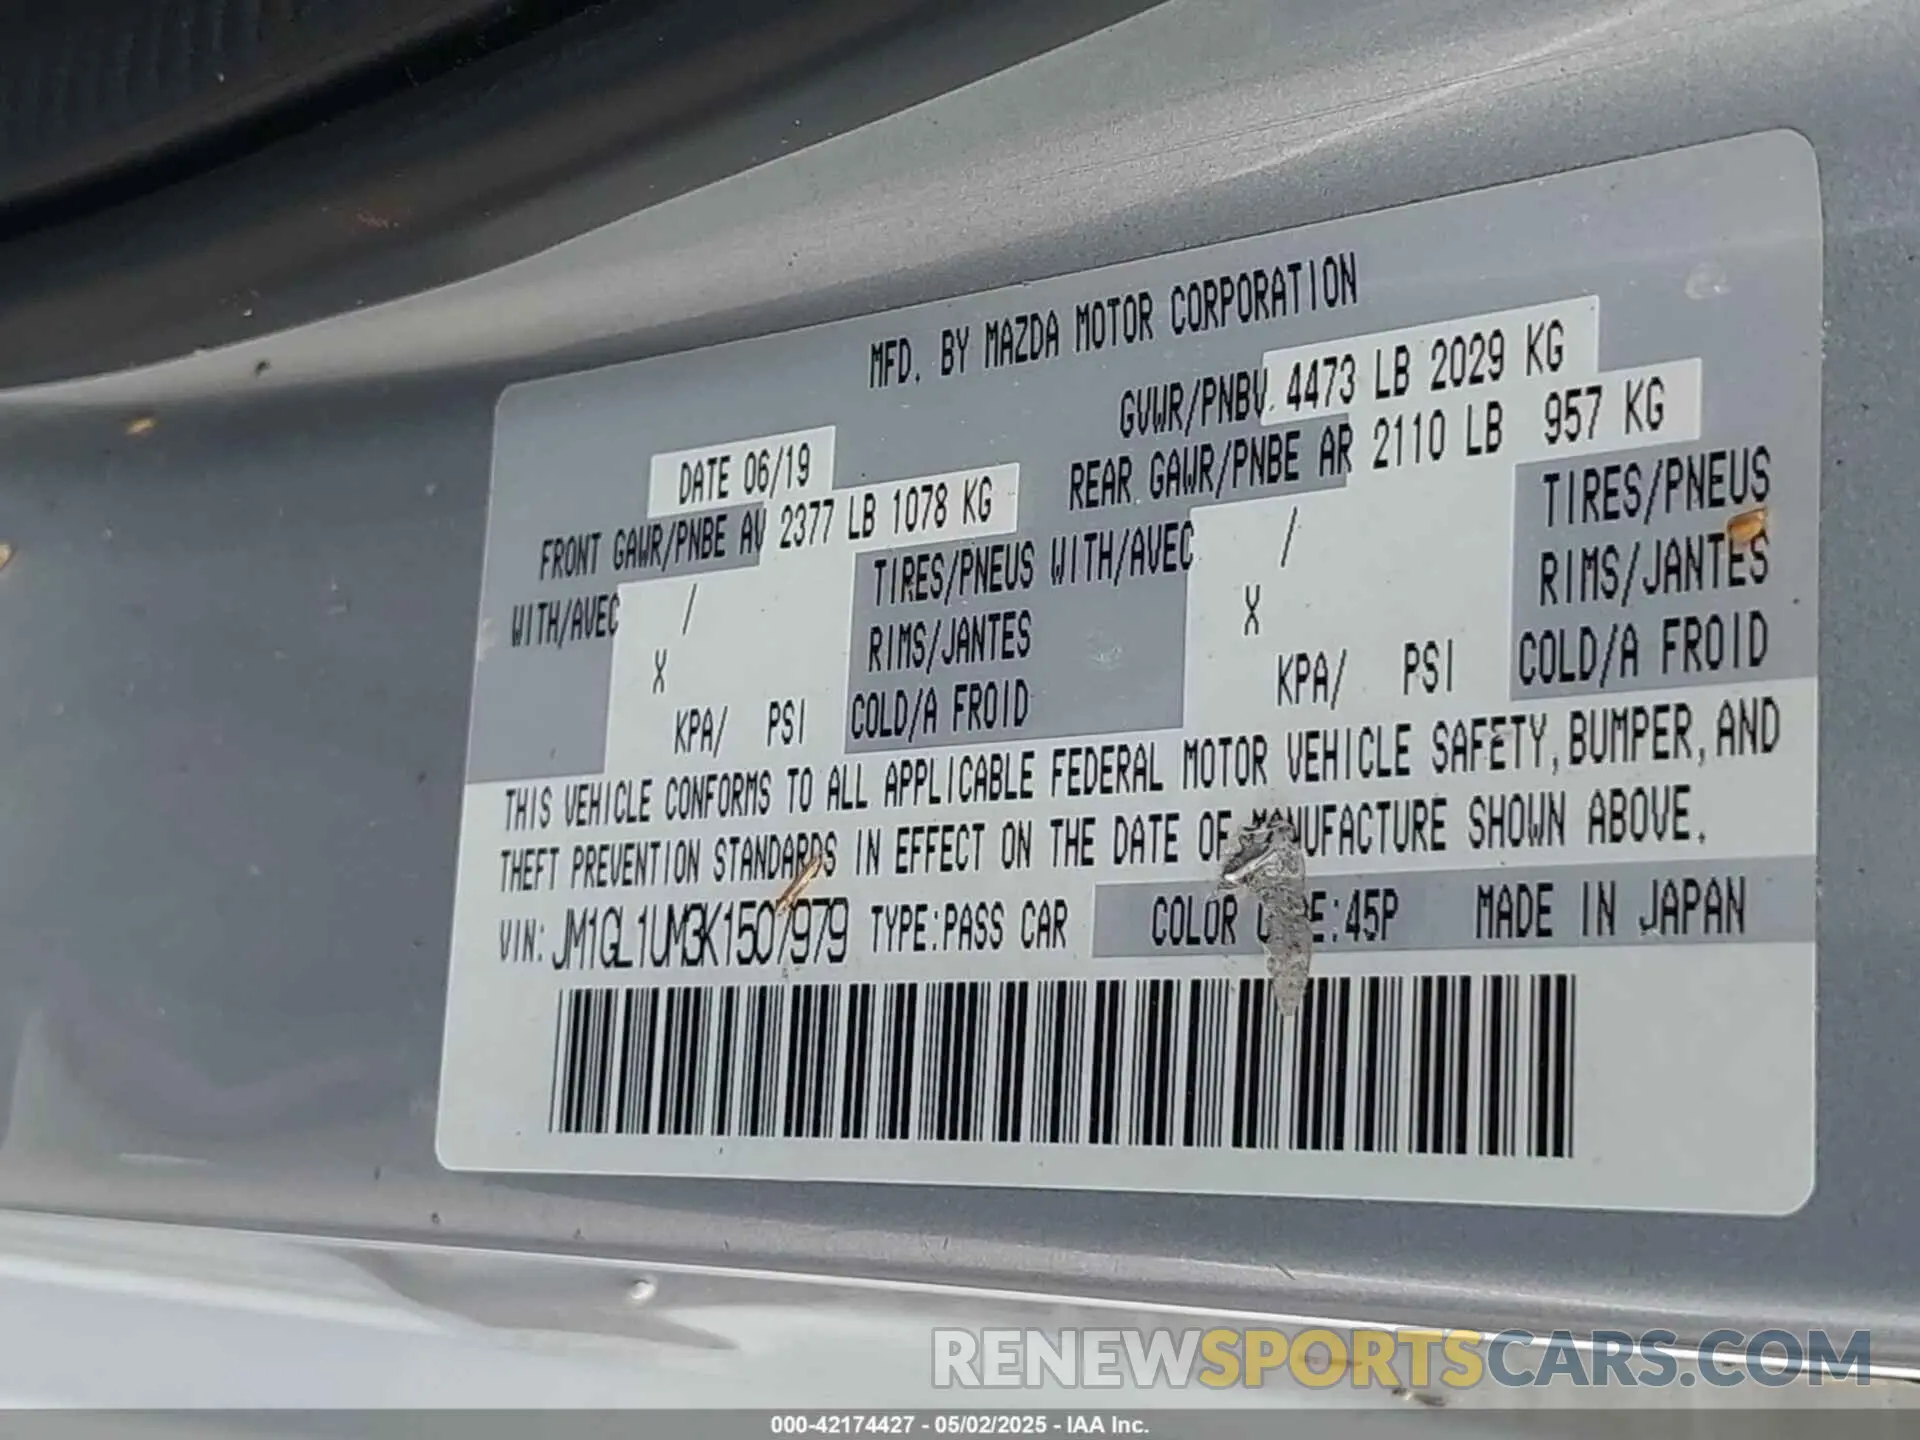 MFD. BY MAZDA MOTOR CORPORATION
DATE 06/19 GVWR/PNBV 4473 LB 2029 KG
FRONT GAWR/PNBE AV 2377 LB 1078 KG REAR GAWR/PNBE AR 2110 LB 957 KG
WITH/AVEC / TIRES/PNEUS WITH/AVEC / TIRES/PNEUS
X RIMS/JANTES X RIMS/JANTES
KPA/ PSI COLD/A FROID KPA/ PSI COLD/A FROID
THIS VEHICLE CONFORMS TO ALL APPLICABLE FEDERAL MOTOR VEHICLE SAFETY, BUMPER, AND
THEFT PREVENTION STANDARDS IN EFFECT ON THE DATE OF MANUFACTURE SHOWN ABOVE.
VIN: JM1GL1UM3K1507979 TYPE:PASS CAR COLOR CODE:45P MADE IN JAPAN
RENEWSPORTSCARS.COM
000-42174427 - 05/02/2025 - IAA Inc.